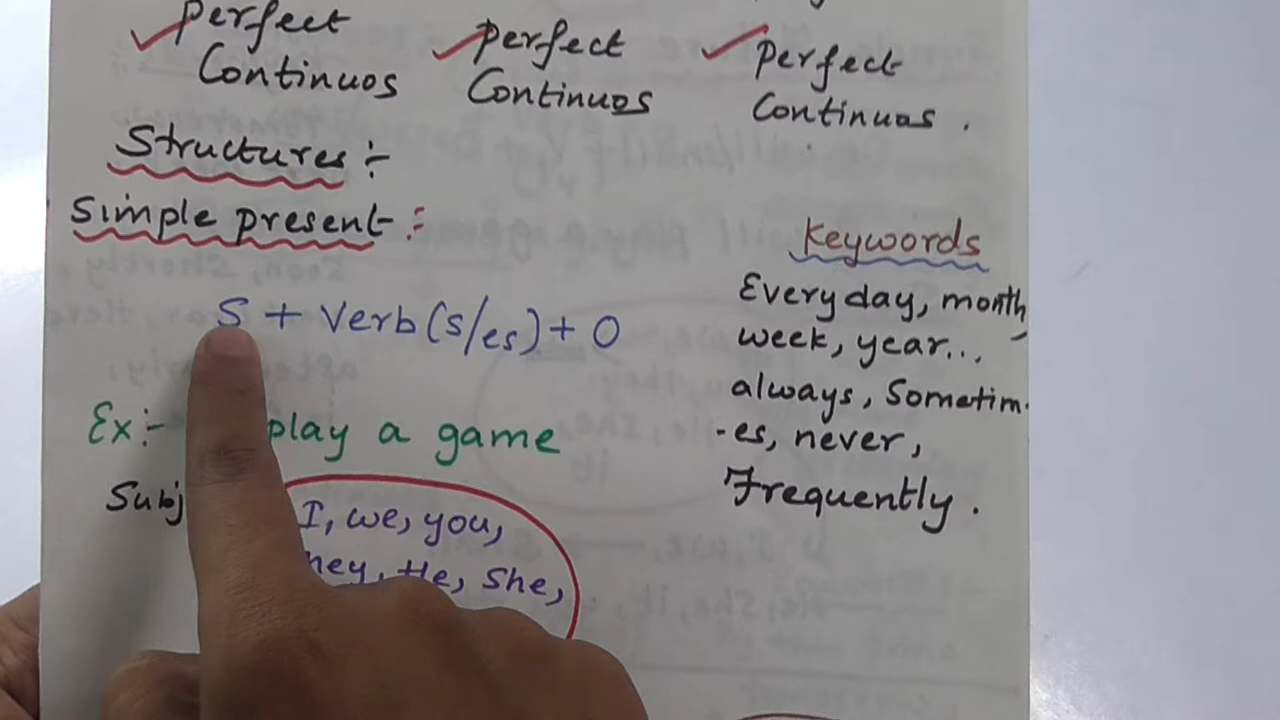 Perfect Perfect Perfect
Continuos Continuos Continuos.
Structures:-
Simple present:-
S + Verb(s/es) + O
Ex:- play a game
I, we, you,
He, She,
Keywords
Every day, month,
week, year...
always, Sometim-
-es, never,
Frequently.